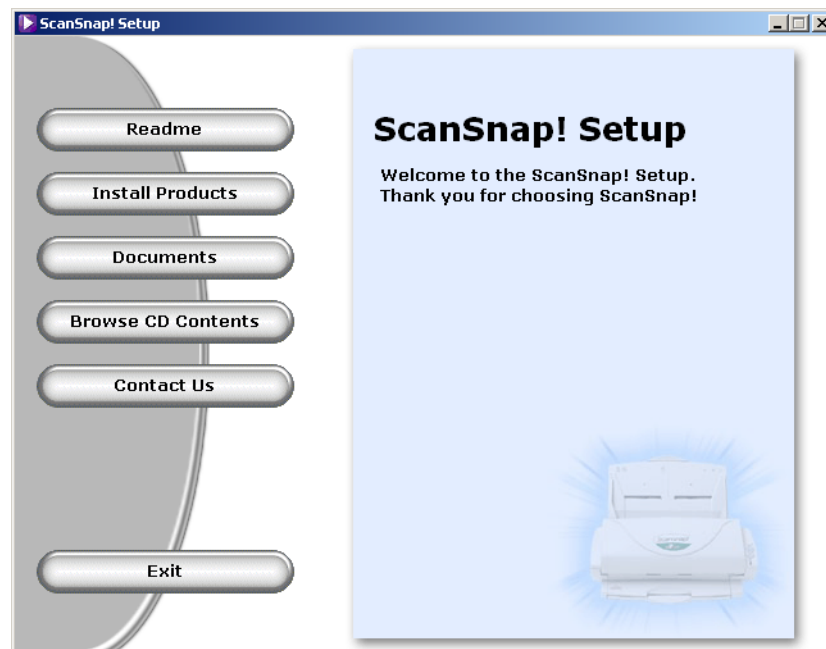 ScanSnap! Setup
Readme
Install Products
Documents
Browse CD Contents
Contact Us
Exit
ScanSnap! Setup
Welcome to the ScanSnap! Setup.
Thank you for choosing ScanSnap!